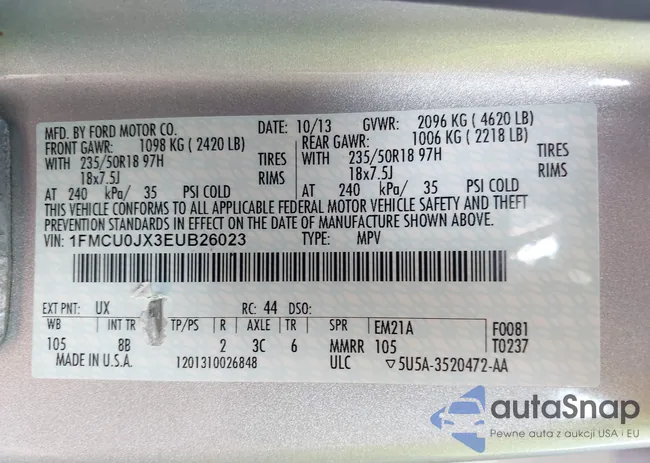 MFD. BY FORD MOTOR CO. DATE: 10/13 GVWR: 2096 KG ( 4620 LB)
FRONT GAWR: 1098 KG ( 2420 LB) REAR GAWR: 1006 KG ( 2218 LB)
WITH 235/50R18 97H TIRES WITH 235/50R18 97H TIRES
18x7.5J RIMS 18x7.5J RIMS
AT 240 kPa/ 35 PSI COLD AT 240 kPa/ 35 PSI COLD
THIS VEHICLE CONFORMS TO ALL APPLICABLE FEDERAL MOTOR VEHICLE SAFETY AND THEFT
PREVENTION STANDARDS IN EFFECT ON THE DATE OF MANUFACTURE SHOWN ABOVE.
VIN: 1FMCU0JX3EUB26023 TYPE: MPV
EXT PNT: UX RC: 44 DSO:
WB INT TR TP/PS R AXLE TR SPR EM21A F0081
105 8B 2 3C 6 MMRR 105 T0237
MADE IN U.S.A. 1201310026848 ULC ▽5U5A-3520472-AA
autaSnap
Pewne auta z aukcji USA i EU